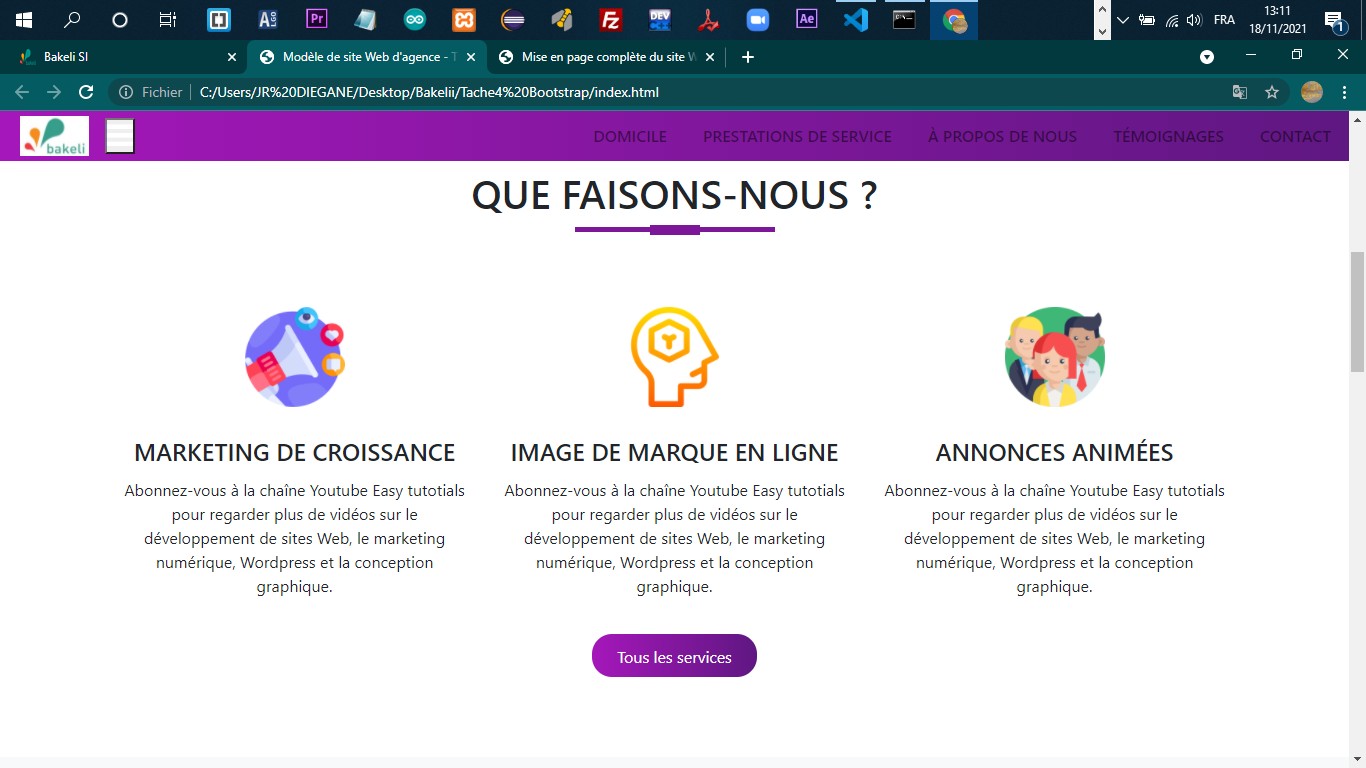 Pr
Fz
DEV
Ae
FRA
13:11
18/11/2021
1
Bakeli SI
Modèle de site Web d'agence - T
Mise en page complète du site W
Fichier
C:/Users/JR%20DIEGANE/Desktop/Bakelii/Tache4%20Bootstrap/index.html
bakeli
DOMICILE
PRESTATIONS DE SERVICE
À PROPOS DE NOUS
TÉMOIGNAGES
CONTACT
QUE FAISONS-NOUS ?
MARKETING DE CROISSANCE
Abonnez-vous à la chaîne Youtube Easy tutotials
pour regarder plus de vidéos sur le
développement de sites Web, le marketing
numérique, Wordpress et la conception
graphique.
IMAGE DE MARQUE EN LIGNE
Abonnez-vous à la chaîne Youtube Easy tutotials
pour regarder plus de vidéos sur le
développement de sites Web, le marketing
numérique, Wordpress et la conception
graphique.
ANNONCES ANIMÉES
Abonnez-vous à la chaîne Youtube Easy tutotials
pour regarder plus de vidéos sur le
développement de sites Web, le marketing
numérique, Wordpress et la conception
graphique.
Tous les services